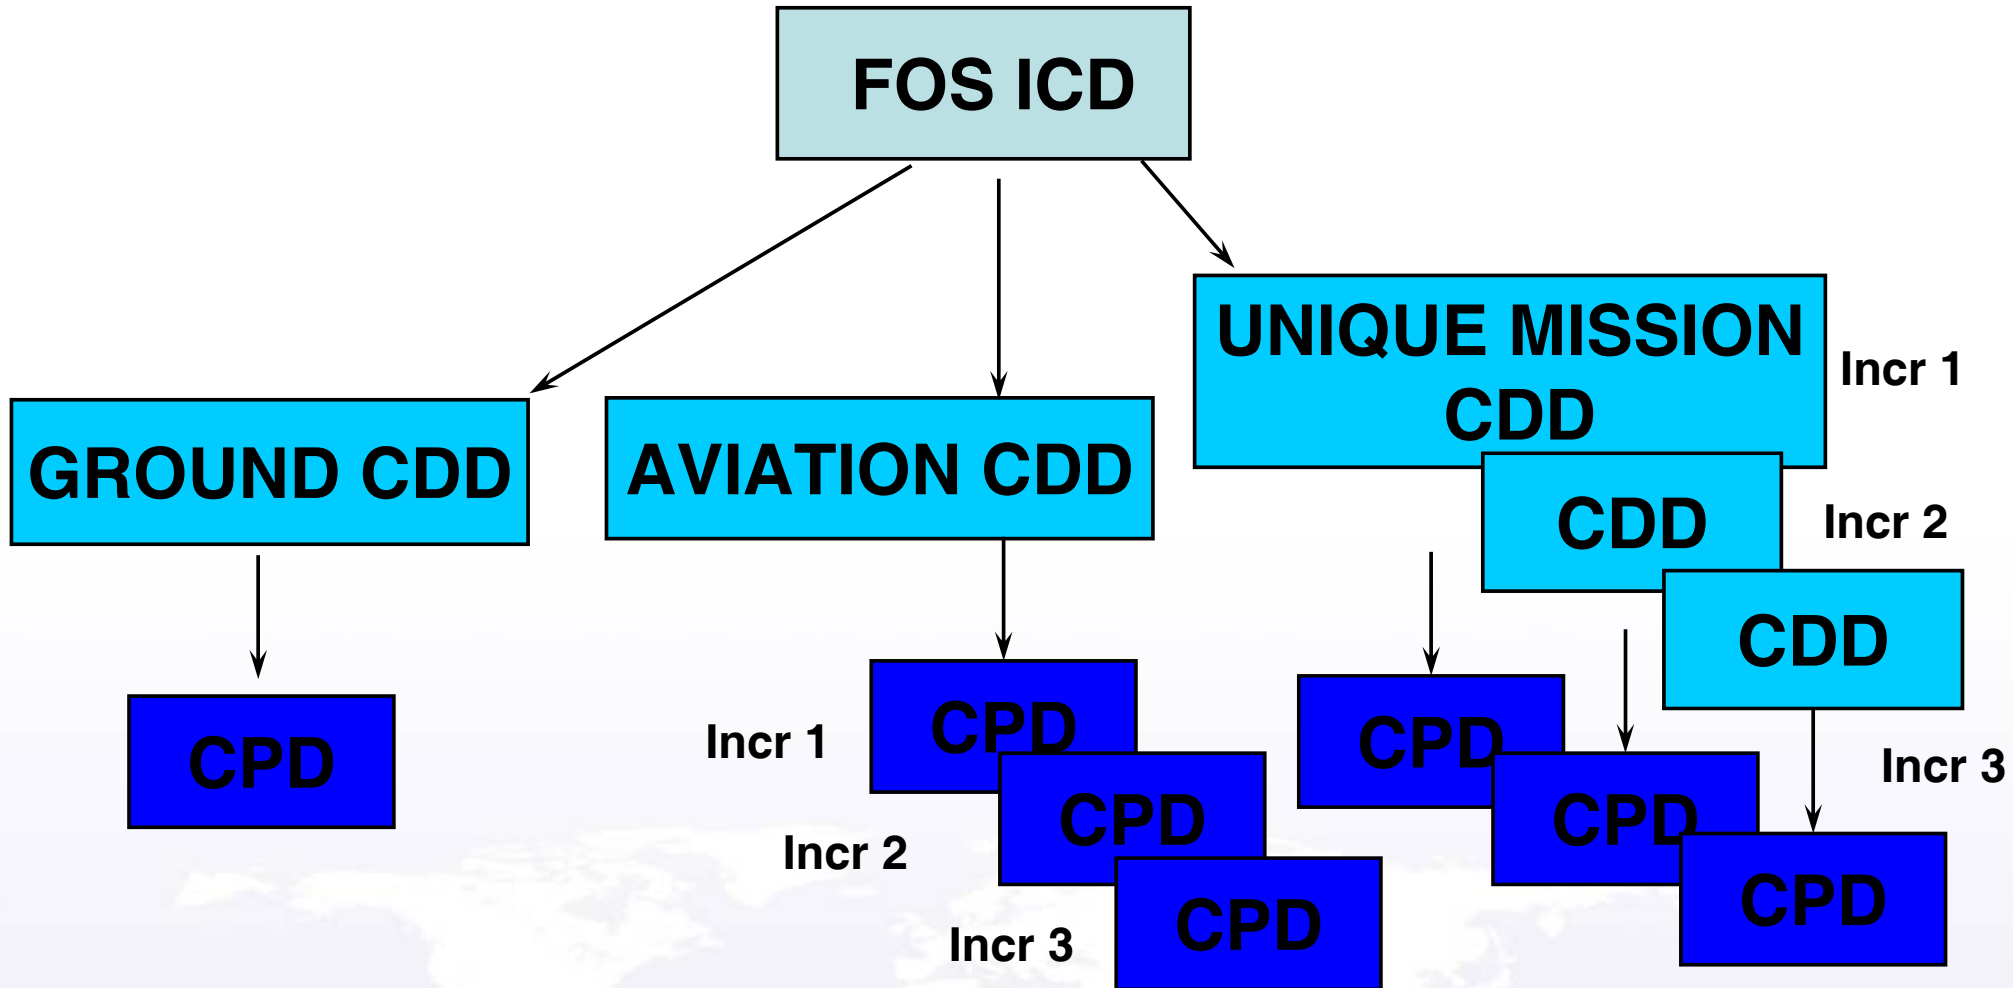 FOS ICD
UNIQUE MISSION
CDD
Incr 1
GROUND CDD
AVIATION CDD
CDD
Incr 2
CDD
CPD
Incr 1
CPD
CPD
Incr 3
Incr 2
CPD
CPD
Incr 3
CPD
CPD